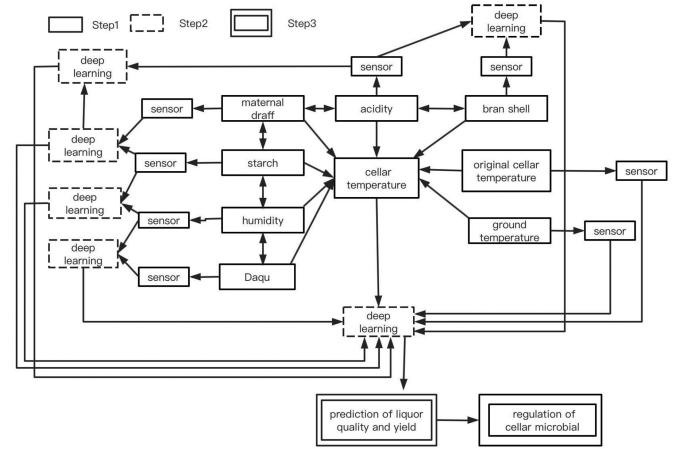 Step1
Step2
Step3
deep
learning
deep
learning
sensor
sensor
sensor
maternal
draff
acidity
bran shell
deep
learning
sensor
starch
cellar
temperature
original cellar
temperature
sensor
deep
learning
sensor
humidity
ground
temperature
sensor
deep
learning
sensor
Daqu
deep
learning
prediction of liquor
quality and yield
regulation of
cellar microbial